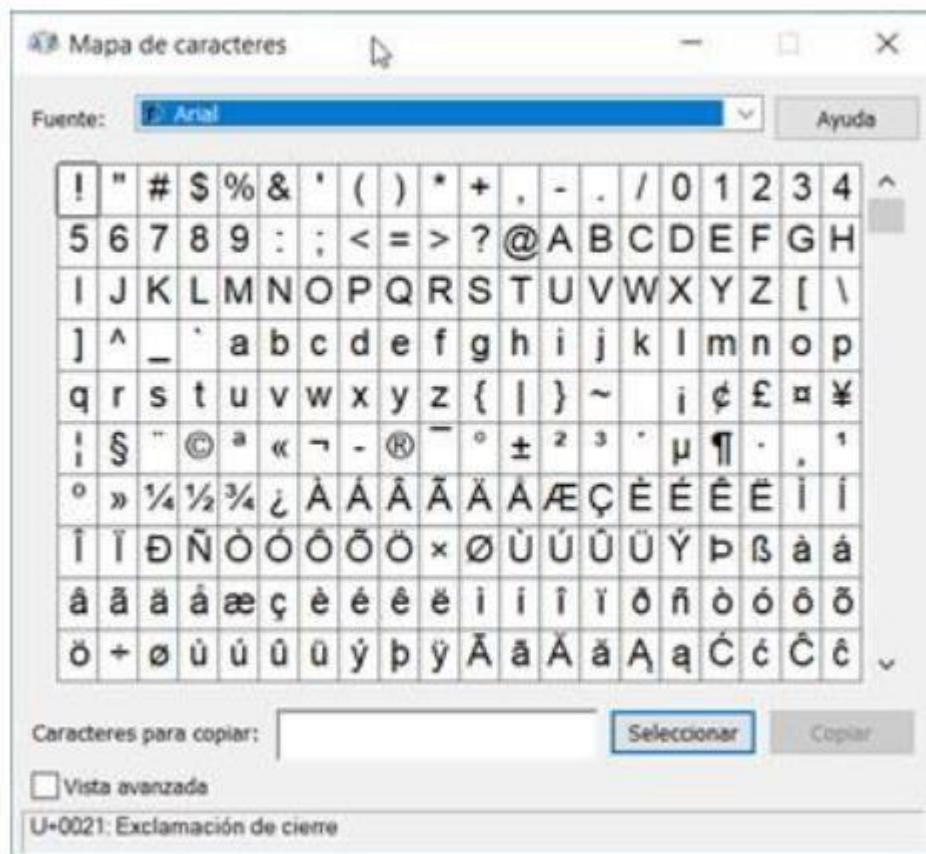 Mapa de caracteres
Fuente: Arial Ayuda
! " # $ % & ' ( ) * + , - . / 0 1 2 3 4
5 6 7 8 9 : ; < = > ? @ A B C D E F G H
I J K L M N O P Q R S T U V W X Y Z [ \
] ^ _ ` a b c d e f g h i j k l m n o p
q r s t u v w x y z { | } ~ ¡ ¢ £ ¤ ¥
¦ § ¨ © ª « ¬ - ® ¯ ° ± ² ³ ´ µ ¶ · ¸ ¹
º » ¼ ½ ¾ ¿ À Á Â Ã Ä Å Æ Ç È É Ê Ë Ì Í
Î Ï Ð Ñ Ò Ó Ô Õ Ö × Ø Ù Ú Û Ü Ý Þ ß à á
â ã ä å æ ç è é ê ë ì í î ï ð ñ ò ó ô õ
ö ÷ ø ù ú û ü ý þ ÿ Ā ā Ă ă Ą ą Ć ć Ĉ ĉ
Caracteres para copiar: Seleccionar Copiar
Vista avanzada
U+0021: Exclamación de cierre